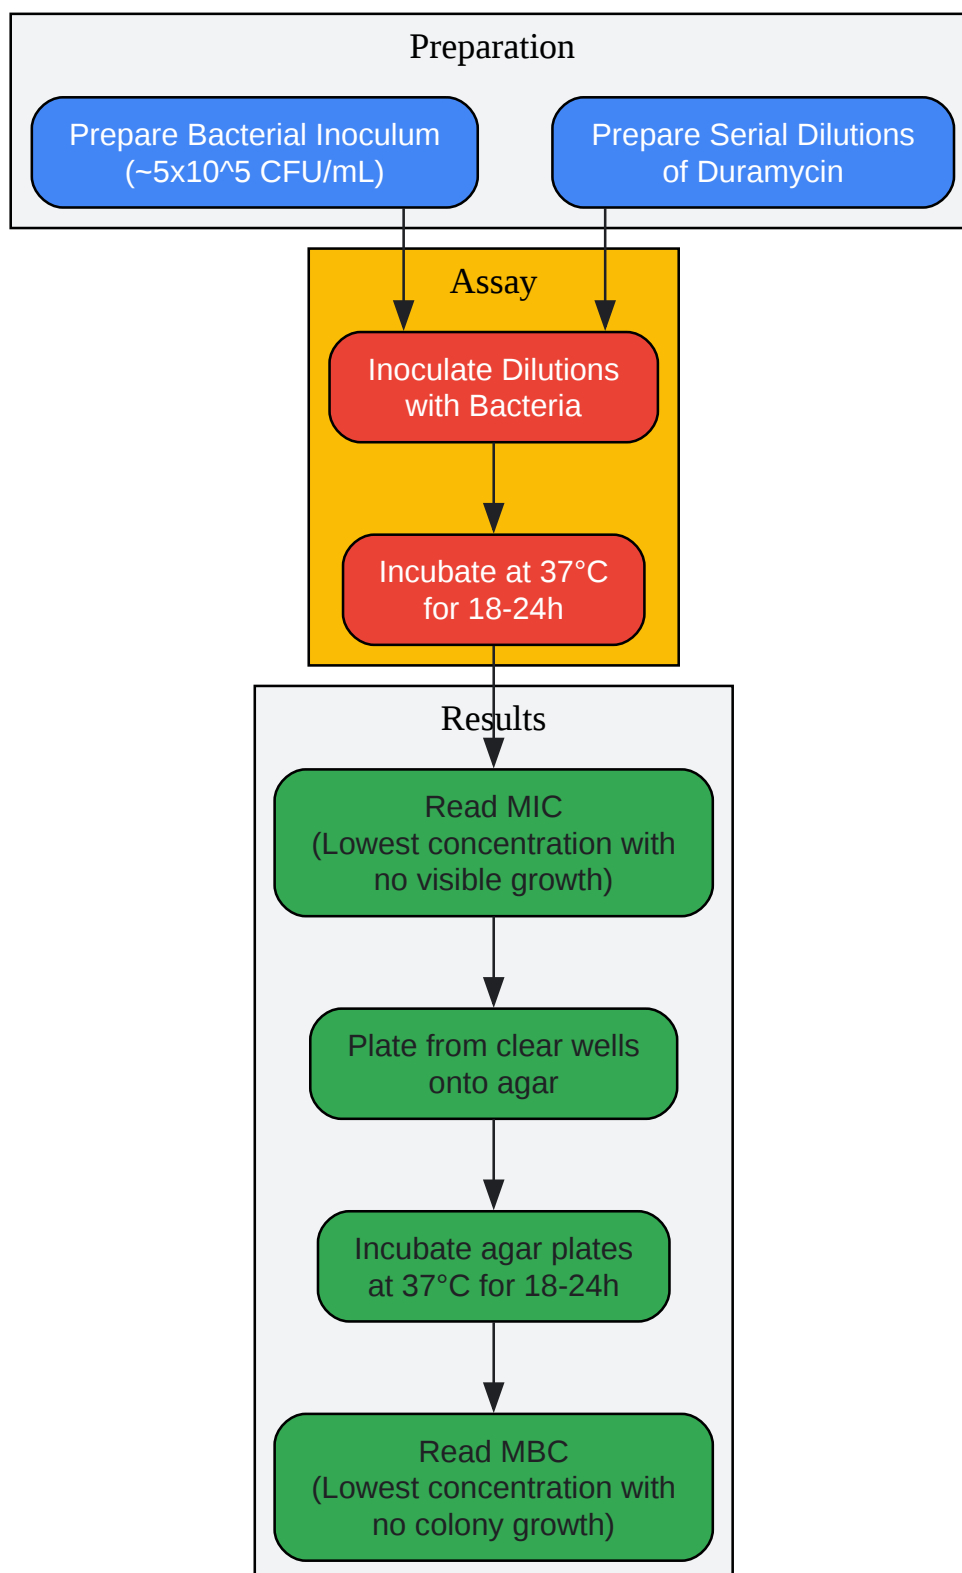 Preparation
Prepare Bacterial Inoculum
(~5x10^5 CFU/mL)
Prepare Serial Dilutions
of Duramycin
Assay
Inoculate Dilutions
with Bacteria
Incubate at 37°C
for 18-24h
Results
Read MIC
(Lowest concentration with
no visible growth)
Plate from clear wells
onto agar
Incubate agar plates
at 37°C for 18-24h
Read MBC
(Lowest concentration with
no colony growth)